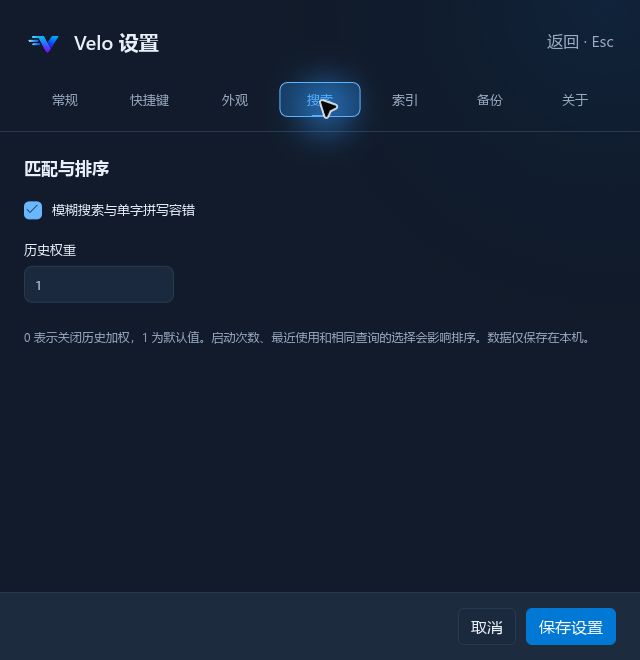 Velo 设置
返回 · Esc
常规
快捷键
外观
搜索
索引
备份
关于
匹配与排序
模糊搜索与单字拼写容错
历史权重
1
0 表示关闭历史加权，1 为默认值。启动次数、最近使用和相同查询的选择会影响排序。数据仅保存在本机。
取消
保存设置